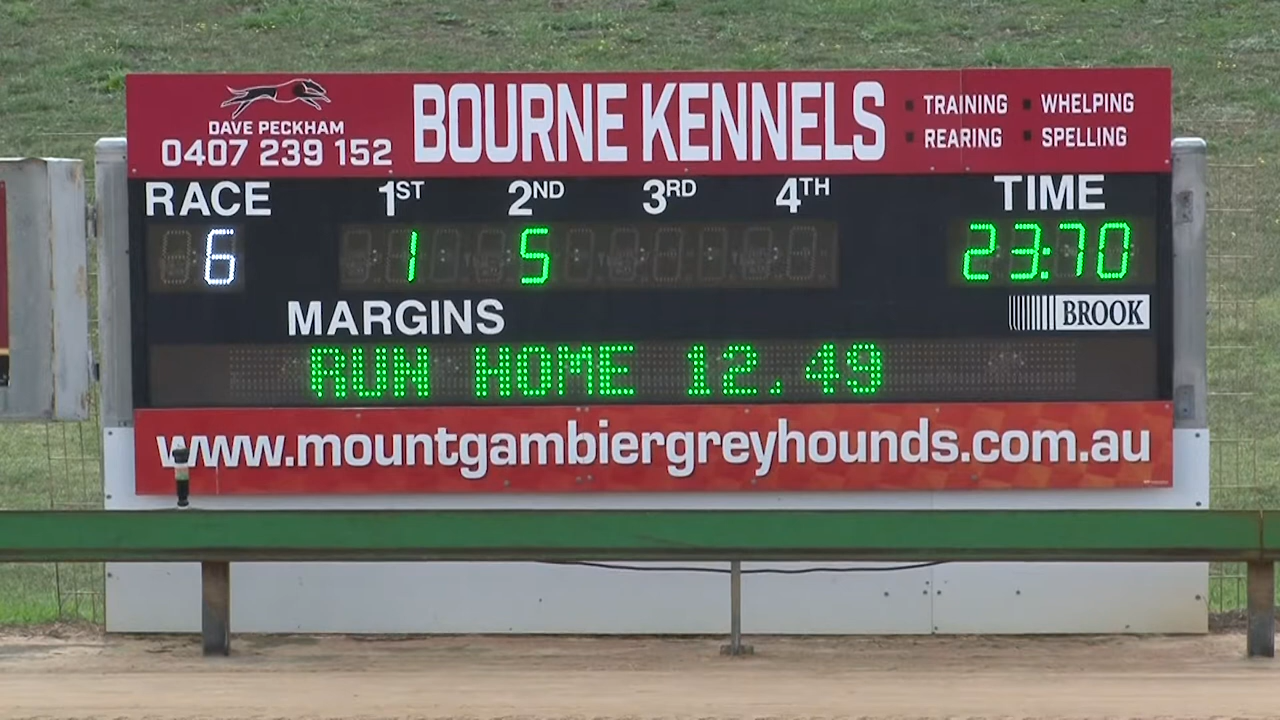 DAVE PECKHAM
0407 239 152
BOURNE KENNELS
TRAINING WHELPING
REARING SPELLING
RACE 1ST 2ND 3RD 4TH TIME
6 1 5 23:70
MARGINS
BROOK
RUN HOME 12.49
www.mountgambiergreyhounds.com.au